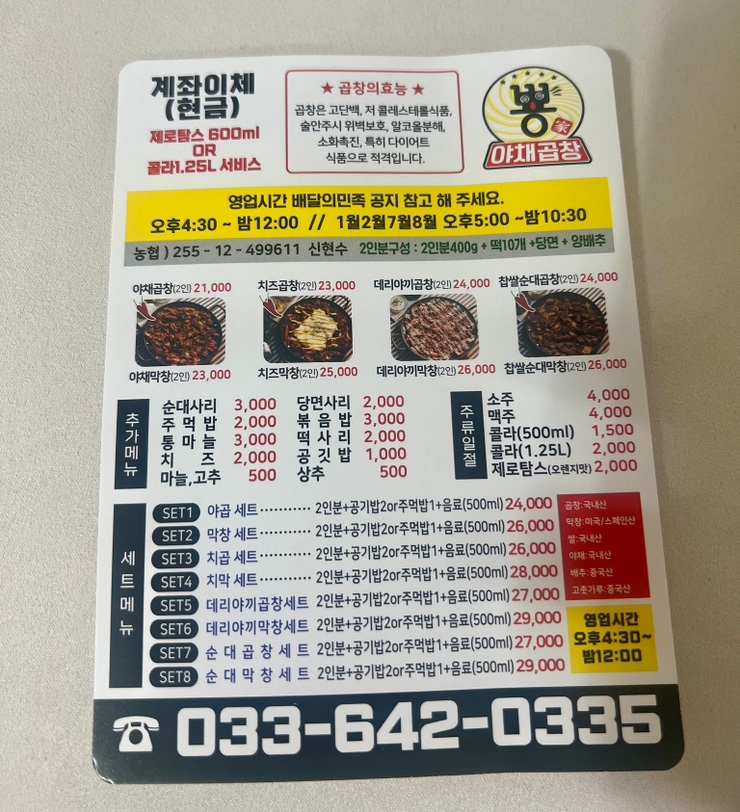 계좌이체
(현금)
제로탐스 600ml
OR
콜라1.25L 서비스
★ 곱창의효능 ★
곱창은 고단백, 저 콜레스테롤식품,
술안주시 위벽보호, 알코올분해,
소화촉진, 특히 다이어트
식품으로 적격입니다.
뽕
家
야채곱창
영업시간 배달의민족 공지 참고 해 주세요.
오후4:30 ~ 밤12:00 // 1월2월7월8월 오후5:00 ~밤10:30
농협 ) 255 - 12 - 499611 신현수 2인분구성 : 2인분400g + 떡10개 +당면 + 양배추
야채곱창(2인) 21,000 치즈곱창(2인) 23,000 데리야끼곱창(2인) 24,000 찹쌀순대곱창(2인) 24,000
야채막창(2인) 23,000 치즈막창(2인) 25,000 데리야끼막창(2인) 26,000 찹쌀순대막창(2인) 26,000
추가메뉴
순대사리 3,000 당면사리 2,000
주먹밥 2,000 볶음밥 3,000
통마늘 3,000 떡사리 2,000
치즈 2,000 공깃밥 1,000
마늘,고추 500 상추 500
주류일절
소주 4,000
맥주 4,000
콜라(500ml) 1,500
콜라(1.25L) 2,000
제로탐스(오렌지맛) 2,000
세트메뉴
SET1 야곱 세트 ············ 2인분+공기밥2or주먹밥1+음료(500ml) 24,000
SET2 막창 세트 ············ 2인분+공기밥2or주먹밥1+음료(500ml) 26,000
SET3 치곱 세트 ············ 2인분+공기밥2or주먹밥1+음료(500ml) 26,000
SET4 치막 세트 ············ 2인분+공기밥2or주먹밥1+음료(500ml) 28,000
SET5 데리야끼곱창세트 2인분+공기밥2or주먹밥1+음료(500ml) 27,000
SET6 데리야끼막창세트 2인분+공기밥2or주먹밥1+음료(500ml) 29,000
SET7 순대곱창세트 2인분+공기밥2or주먹밥1+음료(500ml) 27,000
SET8 순대막창세트 2인분+공기밥2or주먹밥1+음료(500ml) 29,000
곱창:국내산
막창:미국/스페인산
쌀:국내산
야채:국내산
배추:중국산
고춧가루:중국산
영업시간
오후4:30~
밤12:00
☎ 033-642-0335